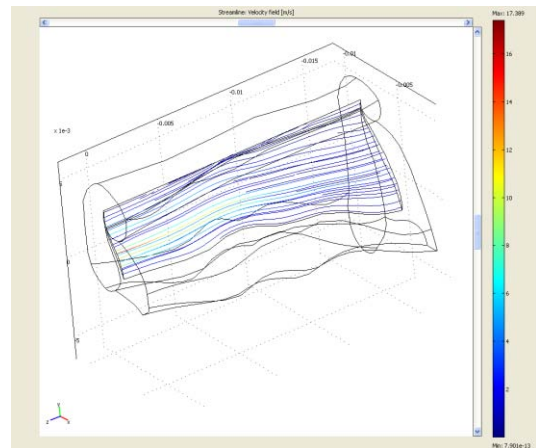 Streamline: Velocity field [m/s]
Max: 17.389
-0.01
-0.015
-0.005
-0.01
-0.005
0
x 1e-3
5
0
-5
16
14
12
10
8
6
4
2
Min: 7.901e-13
y
z
x